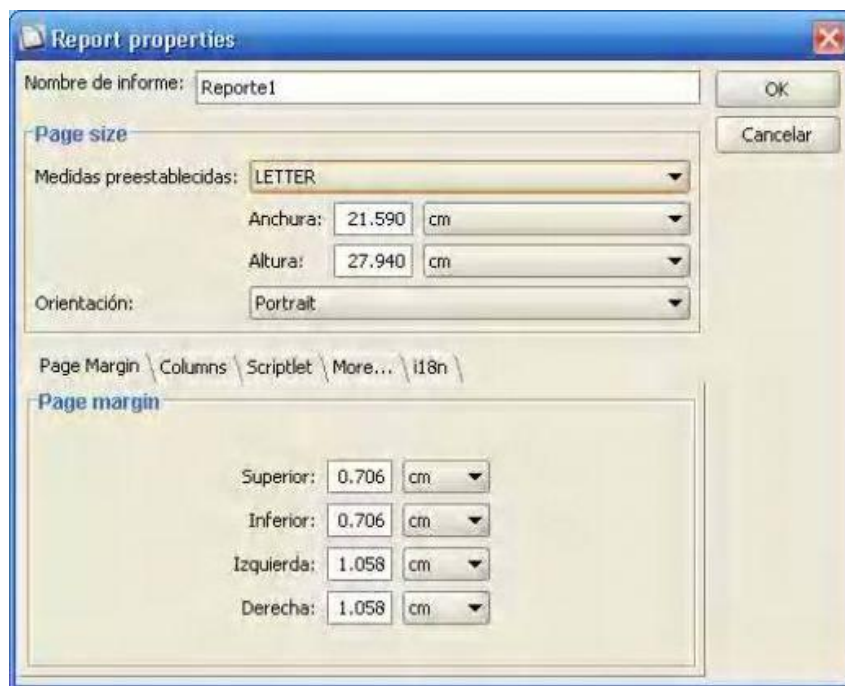 Report properties
Nombre de informe: Reporte1
OK
Page size
Cancelar
Medidas preestablecidas: LETTER
Anchura: 21.590 cm
Altura: 27.940 cm
Orientación: Portrait
Page Margin \ Columns \ Scriptlet \ More... \ i18n \
Page margin
Superior: 0.706 cm
Inferior: 0.706 cm
Izquierda: 1.058 cm
Derecha: 1.058 cm